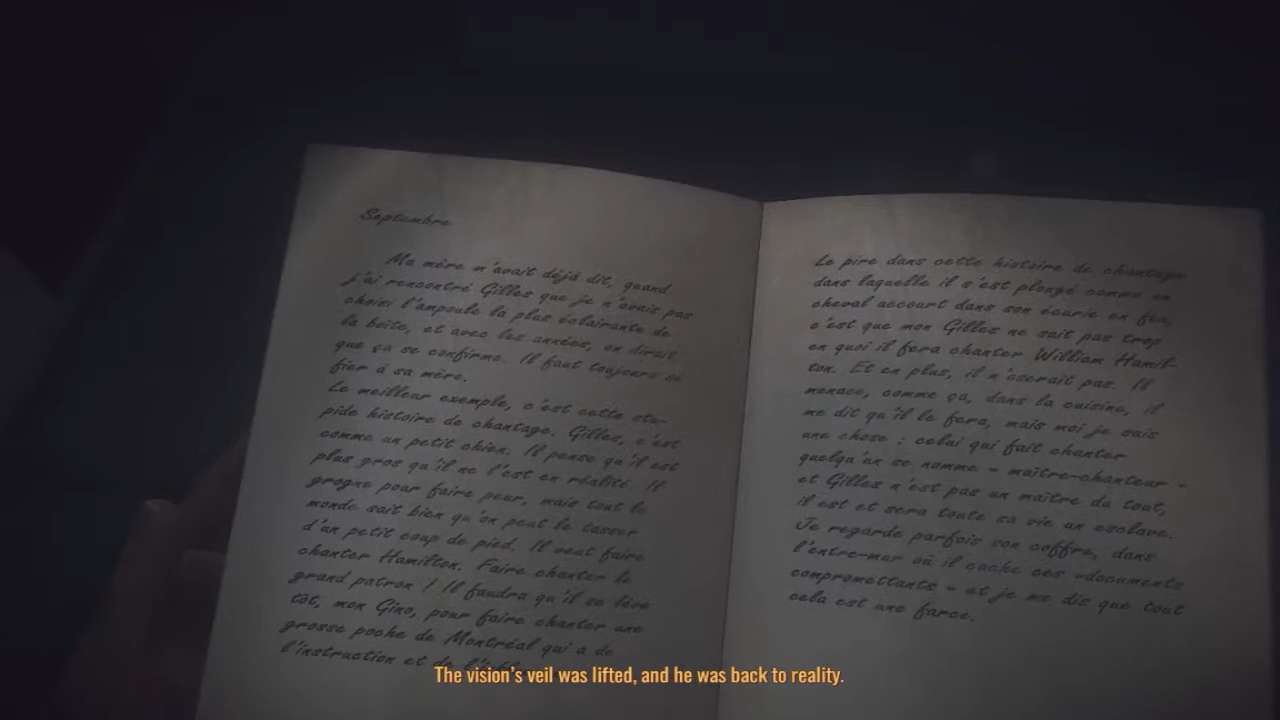 Septembre
Ma mère m'avait déjà dit, quand
j'ai rencontré Gilles que je n'avais pas
choisi l'ampoule la plus éclairante de
la boîte, et avec les années, on dirait
que ça se confirme. Il faut toujours se
fier à sa mère.
Le meilleur exemple, c'est cette stu-
pide histoire de chantage. Gilles, c'est
comme un petit chien. Il pense qu'il est
plus gros qu'il ne l'est en réalité. Il
grogne pour faire peur, mais tout le
monde sait bien qu'on peut le tasser
d'un petit coup de pied. Il veut faire
chanter Hamilton. Faire chanter le
grand patron ! Il faudra qu'il se lève
tôt, mon Gino, pour faire chanter une
grosse poche de Montréal qui a de
l'instruction et de
Le pire dans cette histoire de chantage
dans laquelle il s'est plongé comme un
cheval accourt dans son écurie en feu,
c'est que mon Gilles ne sait pas trop
en quoi il fera chanter William Hamil-
ton. Et en plus, il n'oserait pas. Il
menace, comme ça, dans la cuisine, il
me dit qu'il le fera, mais moi je sais
une chose : celui qui fait chanter
quelqu'un se nomme « maître-chanteur »
et Gilles n'est pas un maître du tout,
il est et sera toute sa vie un esclave.
Je regarde parfois son coffre, dans
l'entre-mur où il cache ces «documents
compromettants » et je me dis que tout
cela est une farce.
The vision's veil was lifted, and he was back to reality.